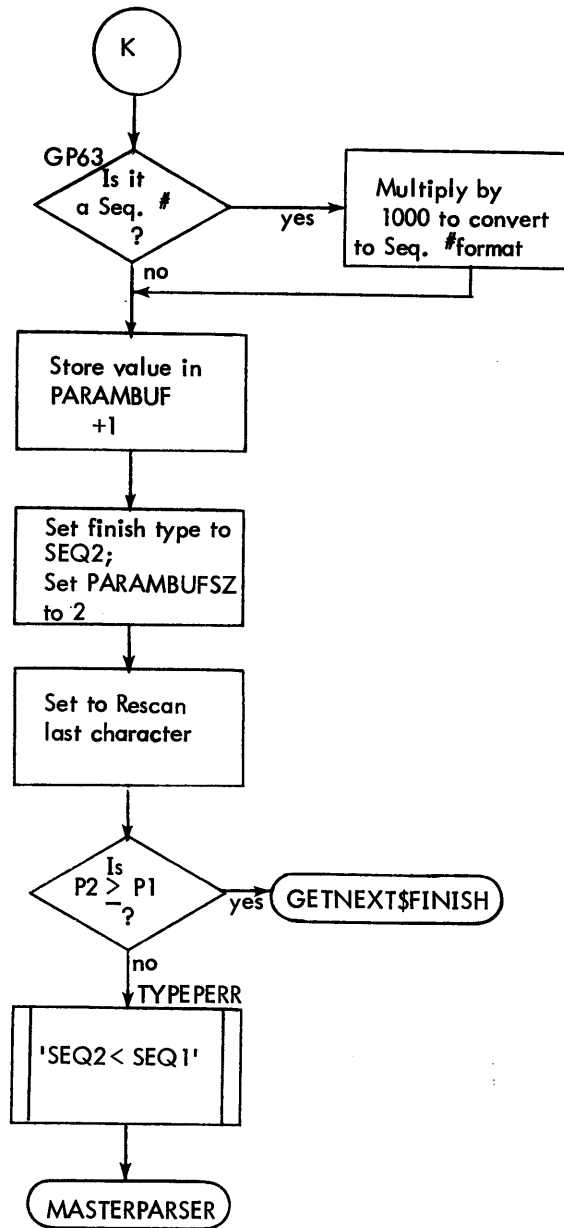 K
GP63
Is it
a Seq. #
?
yes
Multiply by
1000 to convert
to Seq. #format
no
Store value in
PARAMBUF
+1
Set finish type to
SEQ2;
Set PARAMBUFSZ
to 2
Set to Rescan
last character
Is
P2 ≥ P1
?
yes
GETNEXT$FINISH
no
TYPEPERR
'SEQ2< SEQ1'
MASTERPARSER